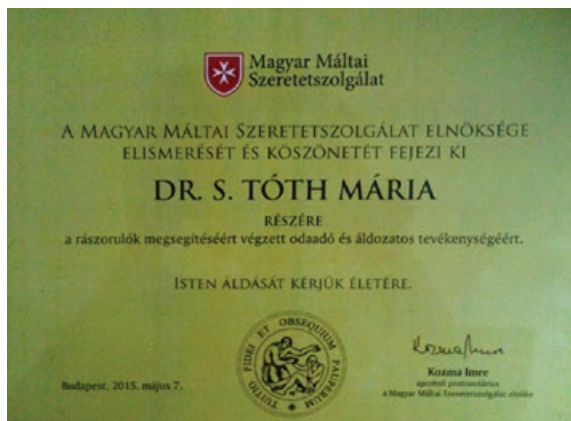 Magyar Máltai
Szeretetszolgálat
A MAGYAR MÁLTAI SZERETETSZOLGÁLAT ELNÖKSÉGE
ELISMERÉSÉT ÉS KÖSZÖNETÉT FEJEZI KI
DR. S. TÓTH MÁRIA
RÉSZÉRE
a rászorulók megsegítéséért végzett odaadó és áldozatos tevékenységéért.
ISTEN ÁLDÁSÁT KÉRJÜK ÉLETÉRE.
TUITIO FIDEI ET OBSEQUIUM PAUPERUM
Kozma Imre
Budapest, 2015. május 7.
Kozma Imre
apostoli protonotárius
a Magyar Máltai Szeretetszolgálat elnöke